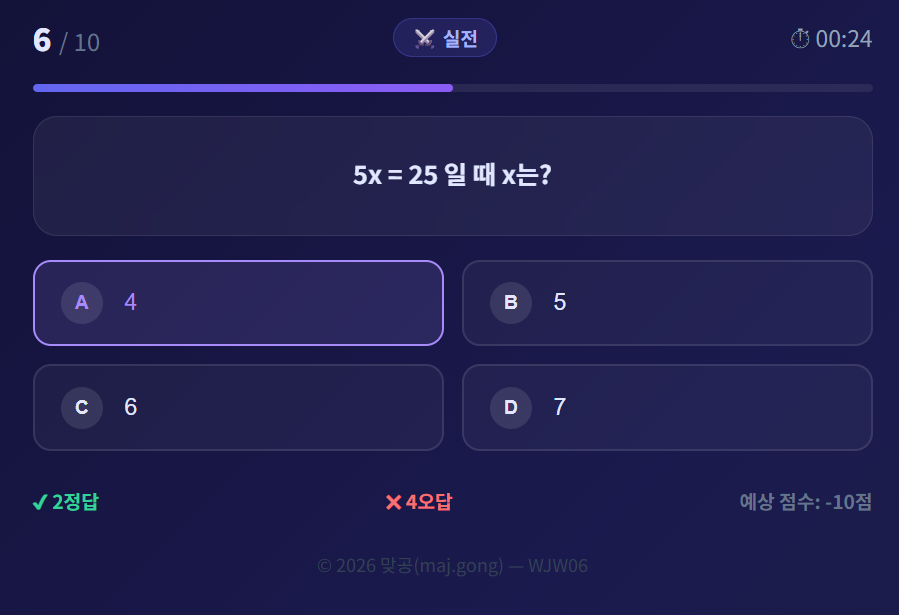 6 / 10
⚔️ 실전
⏱ 00:24
5x = 25 일 때 x는?
A 4
B 5
C 6
D 7
✔ 2정답
❌ 4오답
예상 점수: -10점
© 2026 맞공(maj.gong) — WJW06